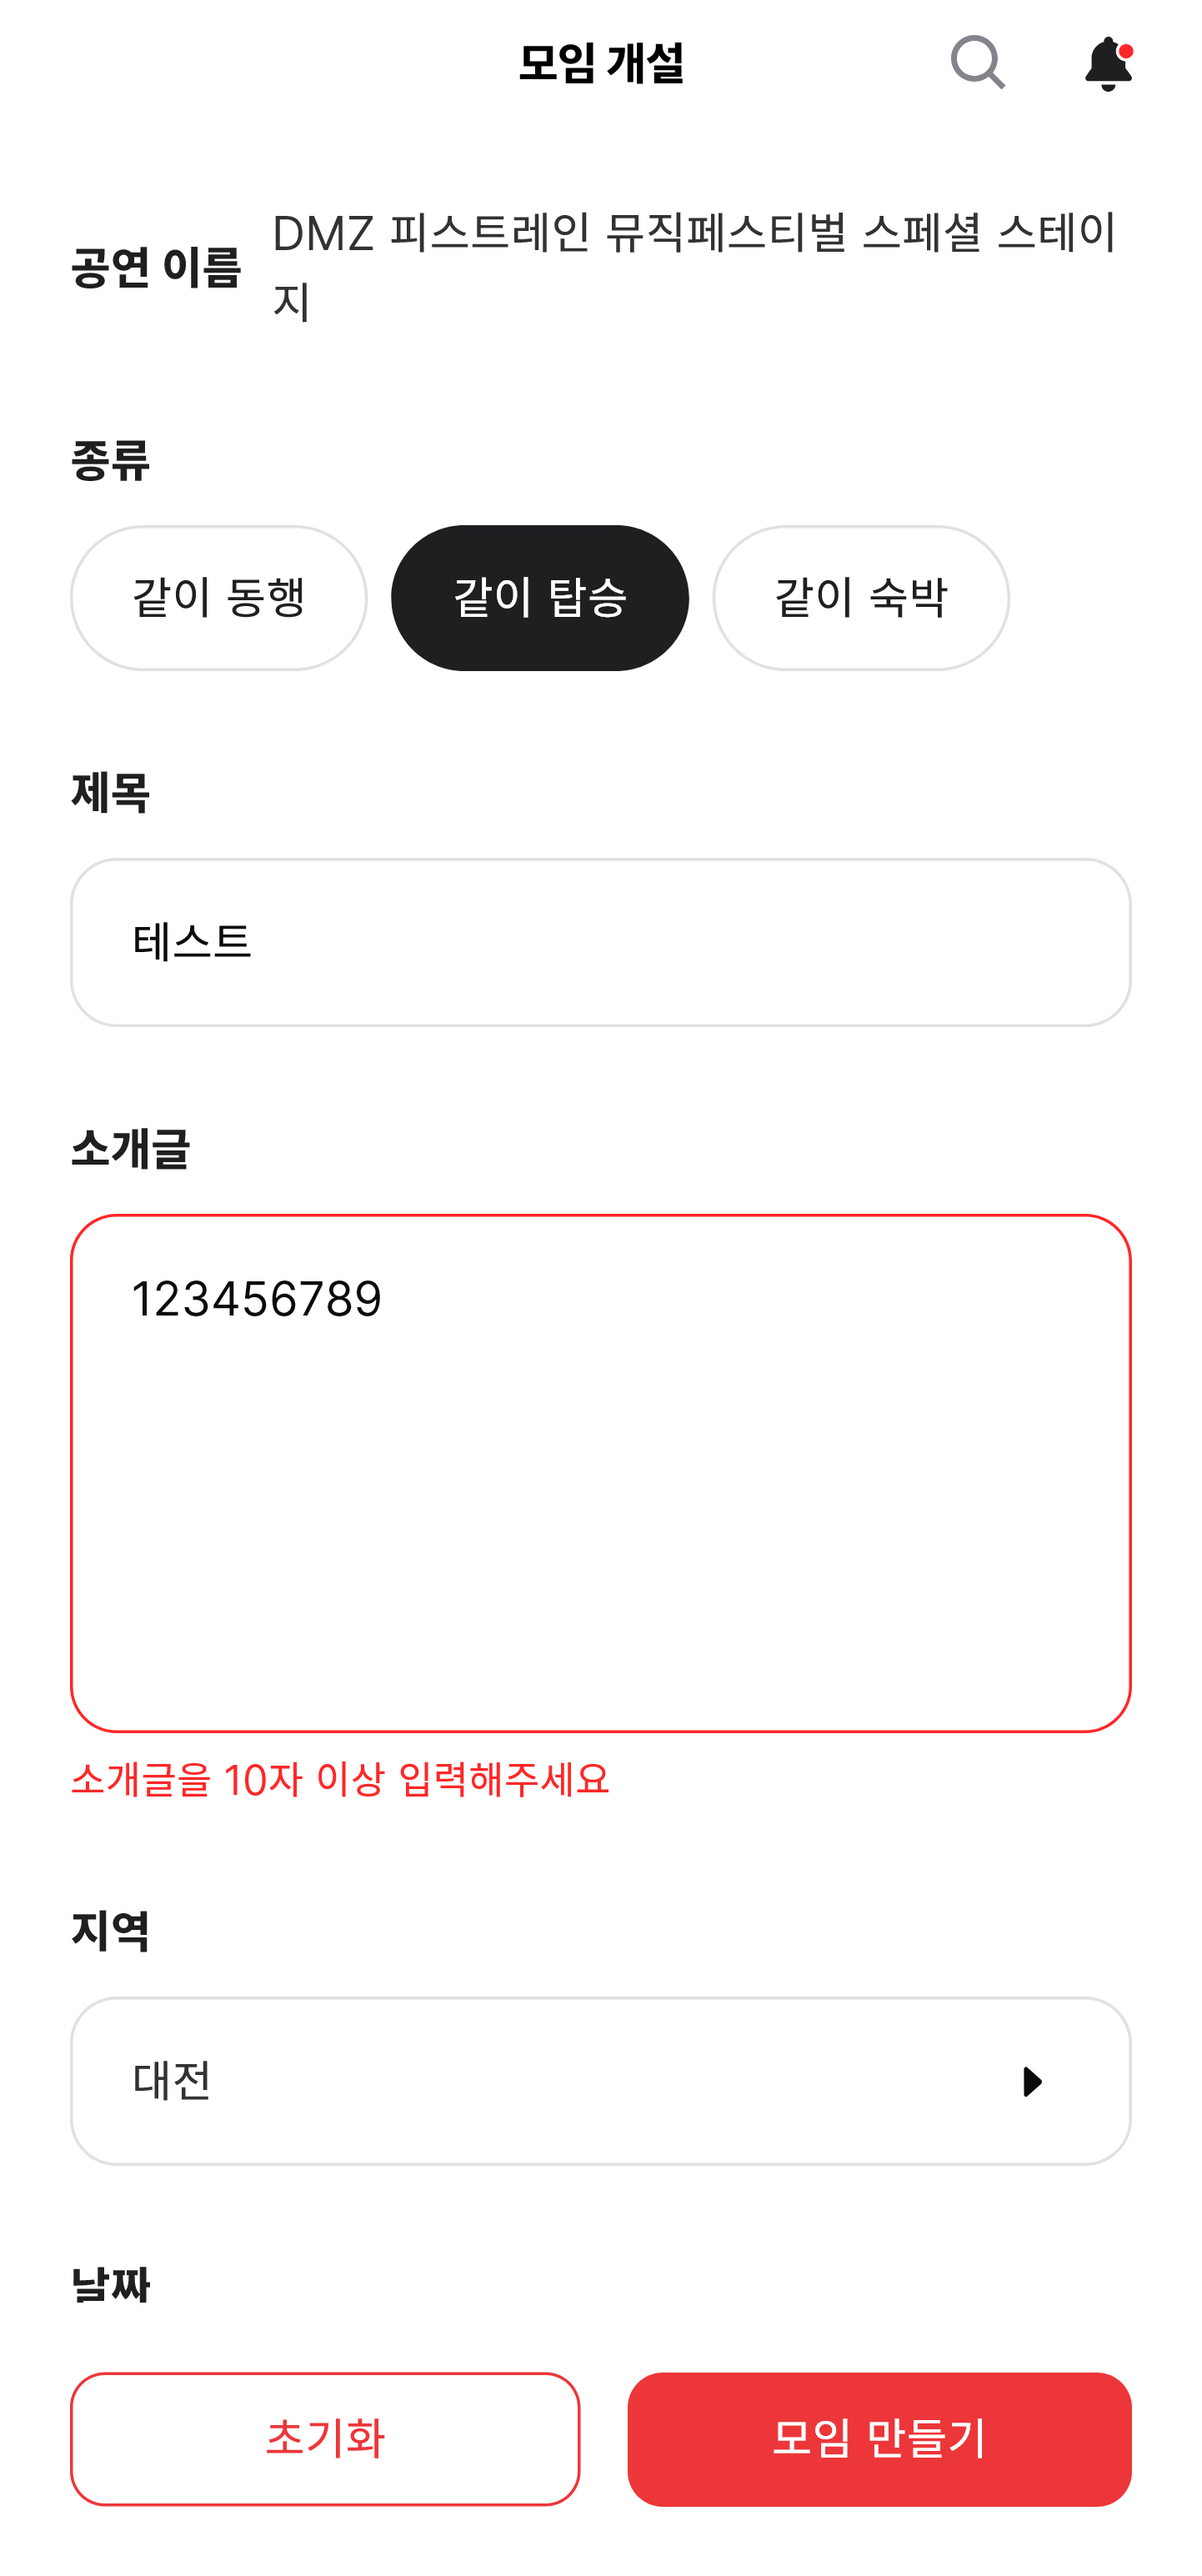 모임 개설
공연 이름
DMZ 피스트레인 뮤직페스티벌 스페셜 스테이
지
종류
같이 동행
같이 탑승
같이 숙박
제목
테스트
소개글
123456789
소개글을 10자 이상 입력해주세요
지역
대전
날짜
초기화
모임 만들기